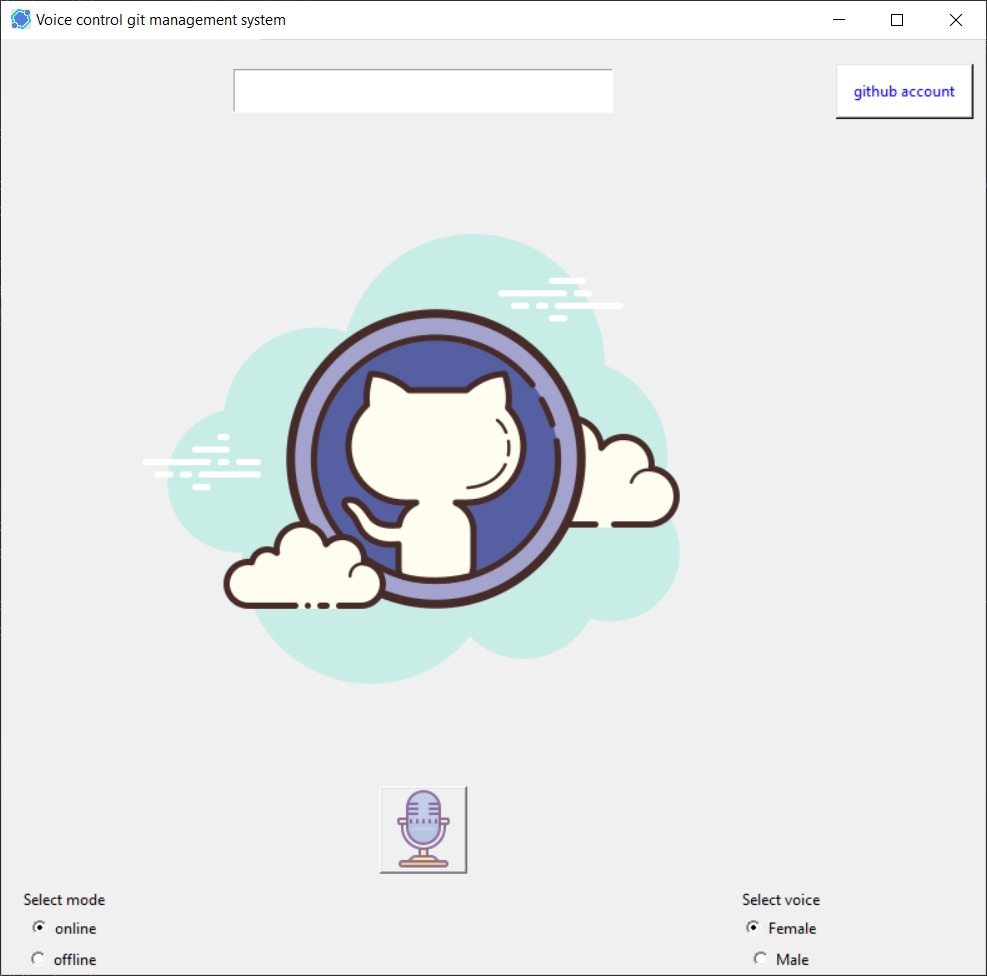 Voice control git management system
github account
Select mode
online
offline
Select voice
Female
Male